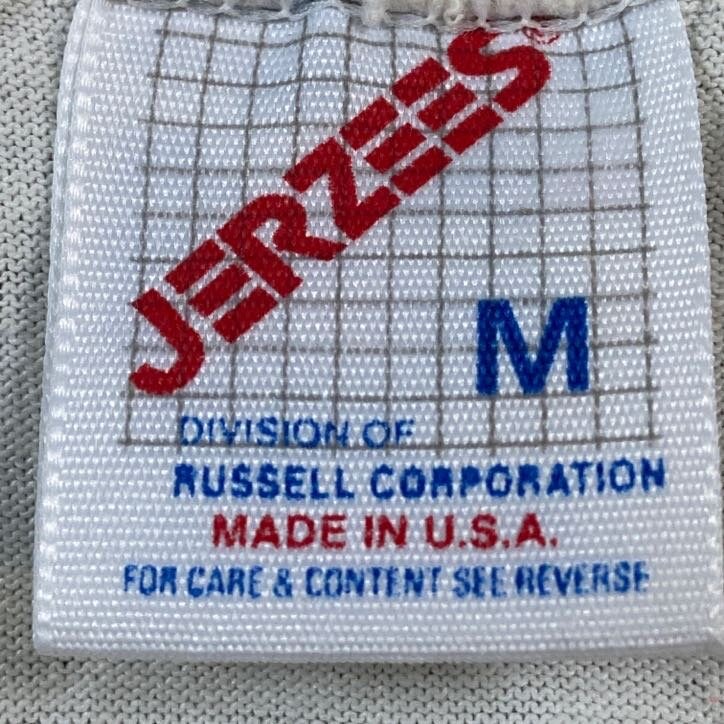 JERZEES®
M
DIVISION OF
RUSSELL CORPORATION
MADE IN U.S.A.
FOR CARE & CONTENT SEE REVERSE